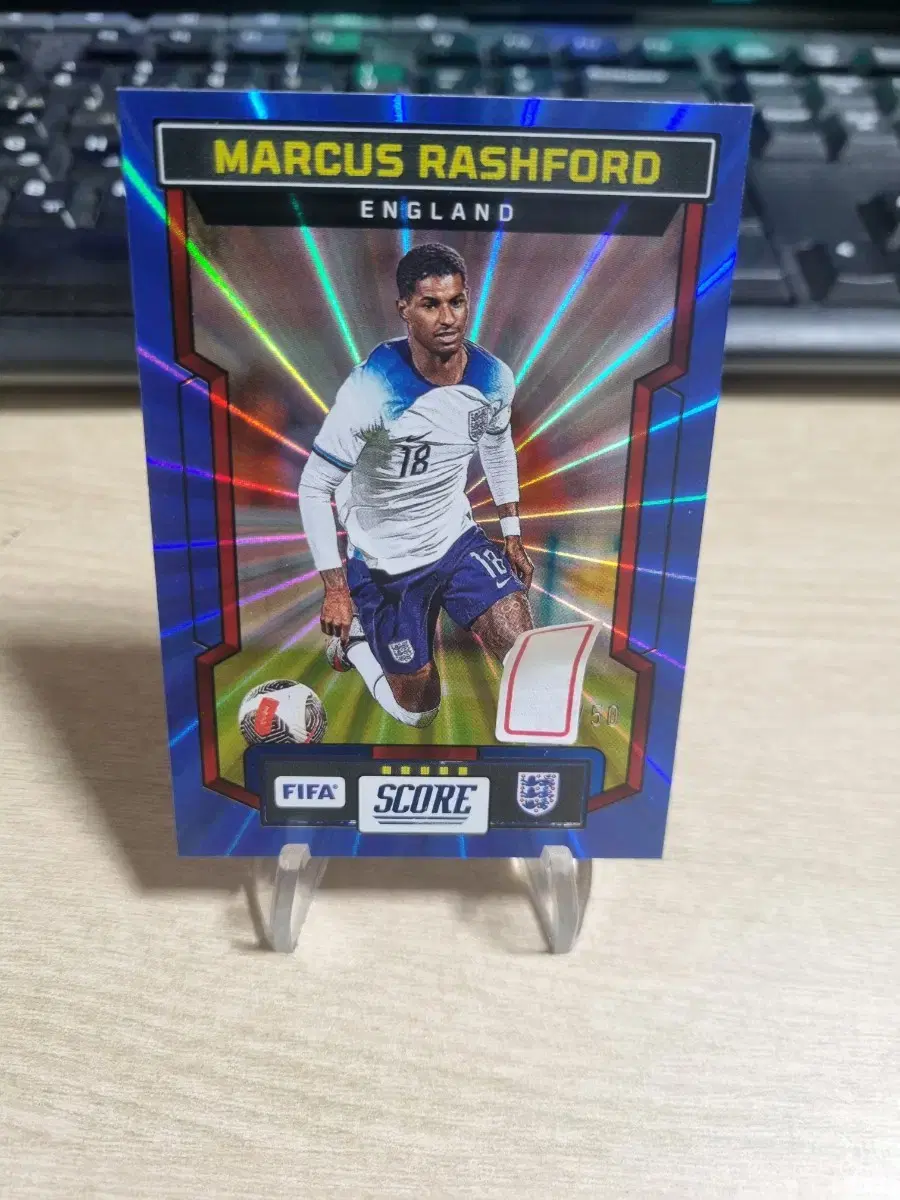 MARCUS RASHFORD
ENGLAND
18
18
50
FIFA
SCORE